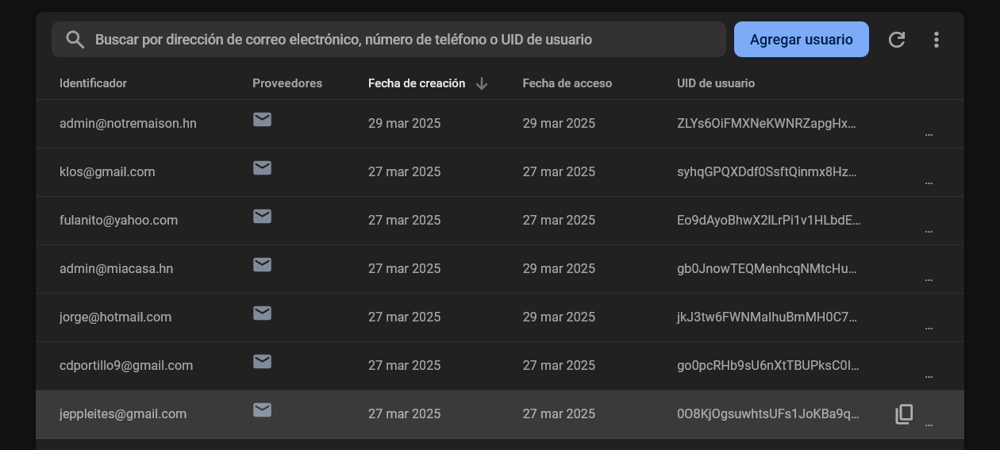 Buscar por dirección de correo electrónico, número de teléfono o UID de usuario Agregar usuario
Identificador Proveedores Fecha de creación Fecha de acceso UID de usuario
admin@notremaison.hn 29 mar 2025 29 mar 2025 ZLYs6OiFMXNeKWNRZapgHx... ...
klos@gmail.com 27 mar 2025 27 mar 2025 syhqGPQXDdf0SsftQinmx8Hz... ...
fulanito@yahoo.com 27 mar 2025 27 mar 2025 Eo9dAyoBhwX2ILrPi1v1HLbdE... ...
admin@miacasa.hn 27 mar 2025 29 mar 2025 gb0JnowTEQMenhcqNMtcHu... ...
jorge@hotmail.com 27 mar 2025 29 mar 2025 jkJ3tw6FWNMaIhuBmMH0C7... ...
cdportillo9@gmail.com 27 mar 2025 27 mar 2025 go0pcRHb9sU6nXtTBUPksC0I... ...
jeppleites@gmail.com 27 mar 2025 27 mar 2025 0O8KjOgsuwhtsUFs1JoKBa9q... ...